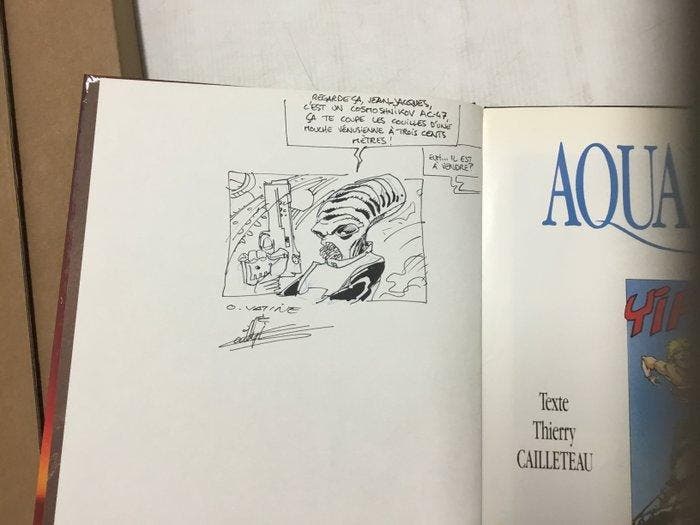 REGARDE ÇA, JEAN-JACQUES,
C'EST UN COSMOSHNIKOV AC-47,
ÇA TE COUPE LES COUILLES D'UNE
MOUCHE VÉNUSIENNE À TROIS CENTS
MÈTRES!
EUH... IL EST
À VENDRE?
O. VATINE
AQUA
YI
Texte
Thierry
CAILLETEAU